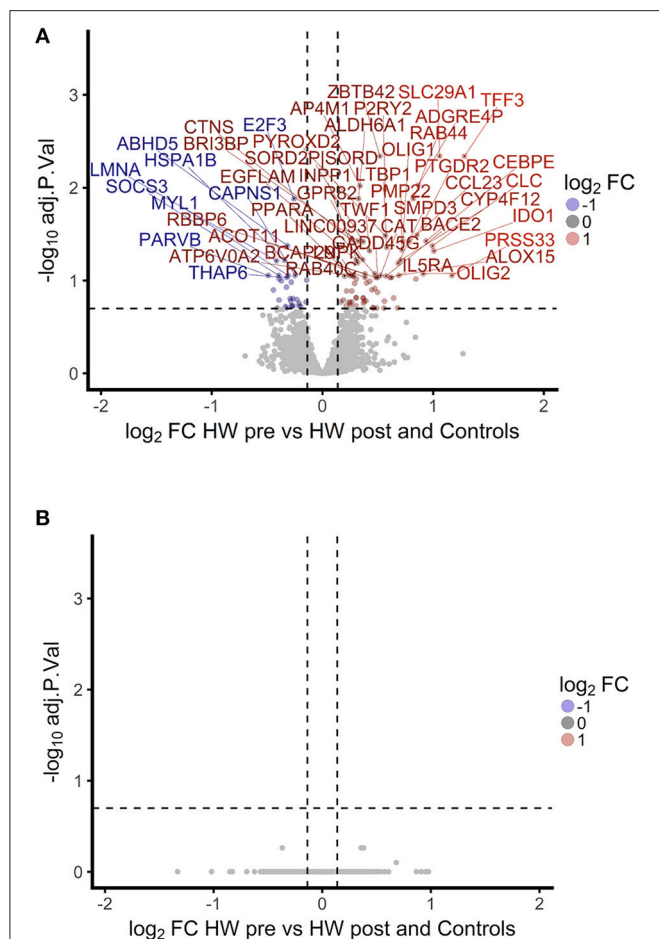 A
-log10 adj.P.Val
3
2
1
0
ZBTB42 SLC29A1
TFF3
AP4M1 P2RY2
ADGRE4P
CTNS E2F3 ALDH6A1
RAB44
ABHD5 BRI3BP PYROXD2 OLIG1
HSPA1B SORD2P SORD PTGDR2 CEBPE
LMNA EGFLAM INPP1 LTBP1
CCL23 CLC
SOCS3 CAPNS1 GPR82 PMP22
CYP4F12
MYL1 PPARA TWF1 SMPD3
IDO1
RBBP6 LINC00937 CAT BACE2
PARVB ACOT11 GADD45G PRSS33
ATP6V0A2 ALOX15
THAP6 RAB40C IL5RA OLIG2
-2 -1 0 1 2
log2 FC HW pre vs HW post and Controls
log2 FC
-1
0
1
B
-log10 adj.P.Val
3
2
1
0
-2 -1 0 1 2
log2 FC HW pre vs HW post and Controls
log2 FC
-1
0
1